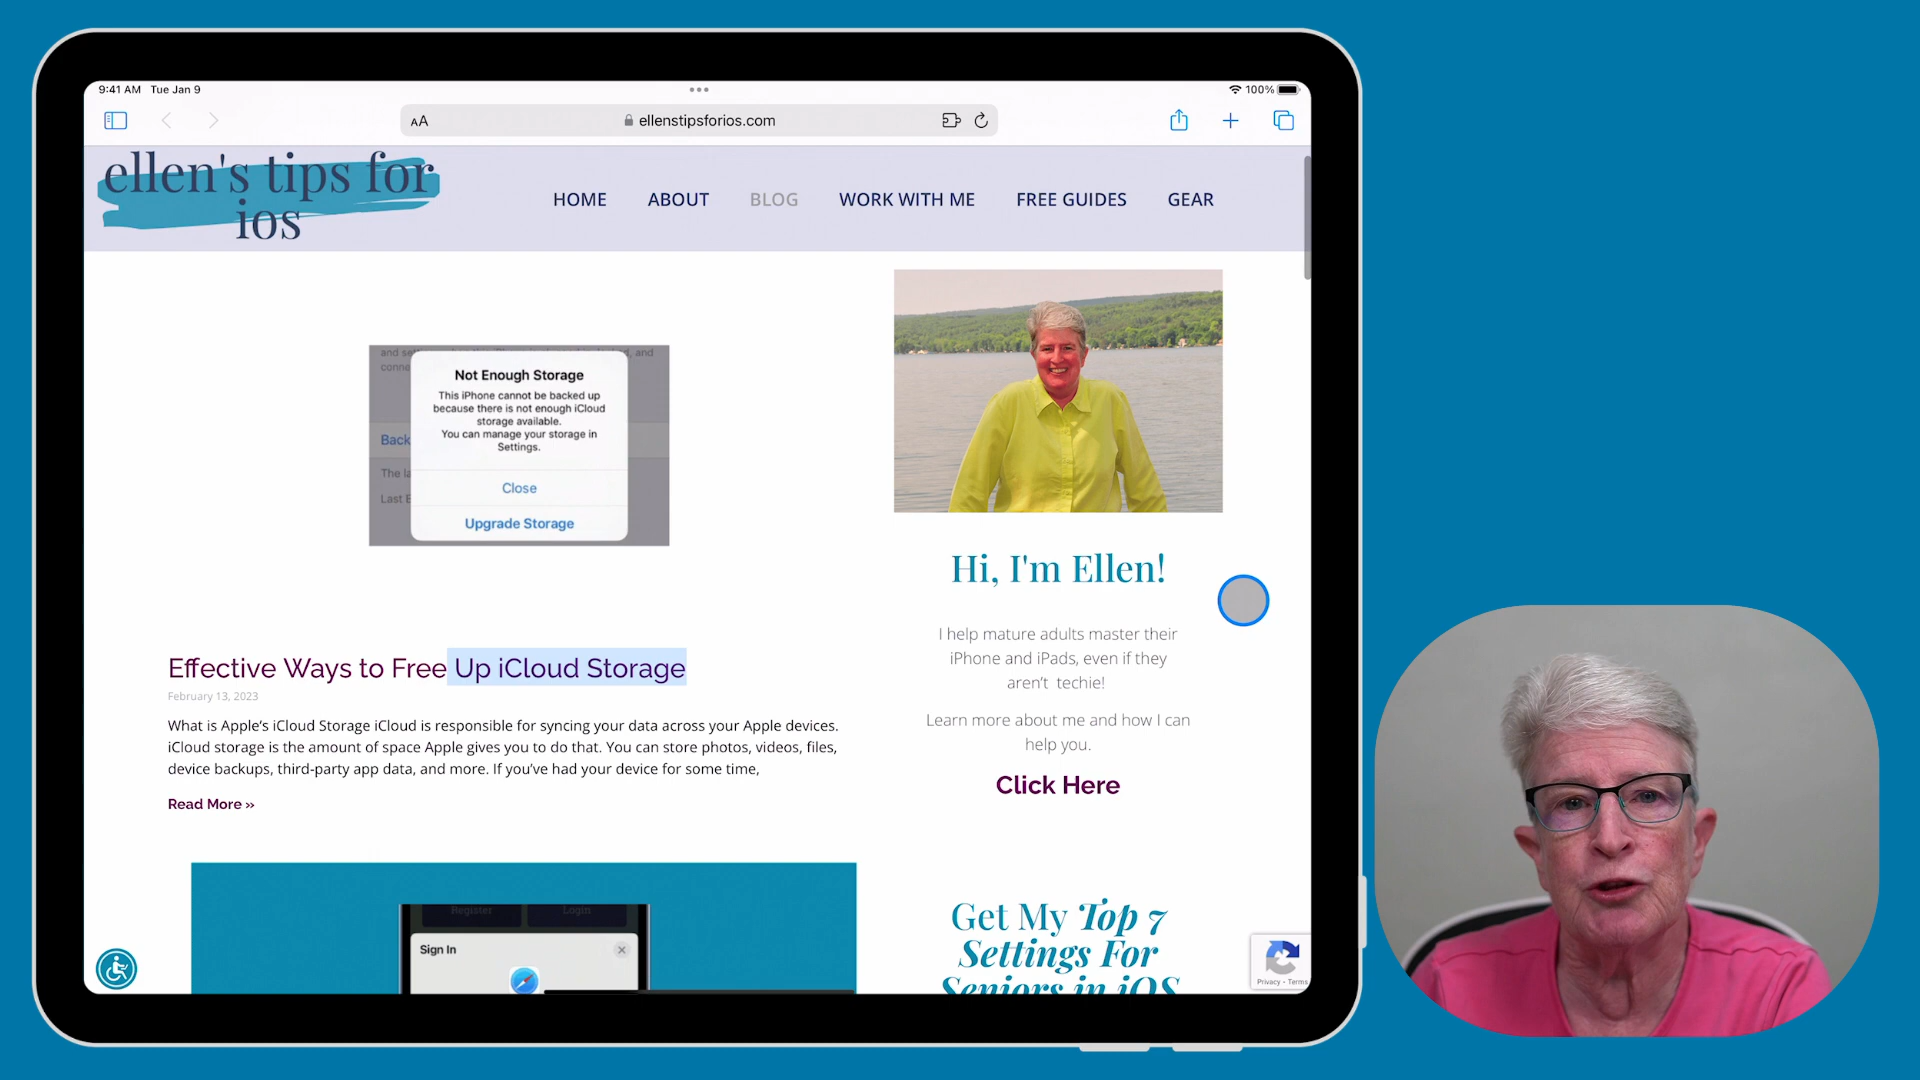 9:41 AM Tue Jan 9
100%
AA
ellenstipsforios.com
ellen's tips for
ios
HOME
ABOUT
BLOG
WORK WITH ME
FREE GUIDES
GEAR
and
conne
Back
The la
Last
Not Enough Storage
This iPhone cannot be backed up
because there is not enough iCloud
storage available.
You can manage your storage in
Settings.
Close
Upgrade Storage
Effective Ways to Free Up iCloud Storage
February 13, 2023
What is Apple's iCloud Storage iCloud is responsible for syncing your data across your Apple devices.
iCloud storage is the amount of space Apple gives you to do that. You can store photos, videos, files,
device backups, third-party app data, and more. If you've had your device for some time,
Read More »
Register
Login
Sign In
Hi, I'm Ellen!
I help mature adults master their
iPhone and iPads, even if they
aren't techie!
Learn more about me and how I can
help you.
Click Here
Get My Top 7
Settings For
Seniors in iOS
Privacy - Terms